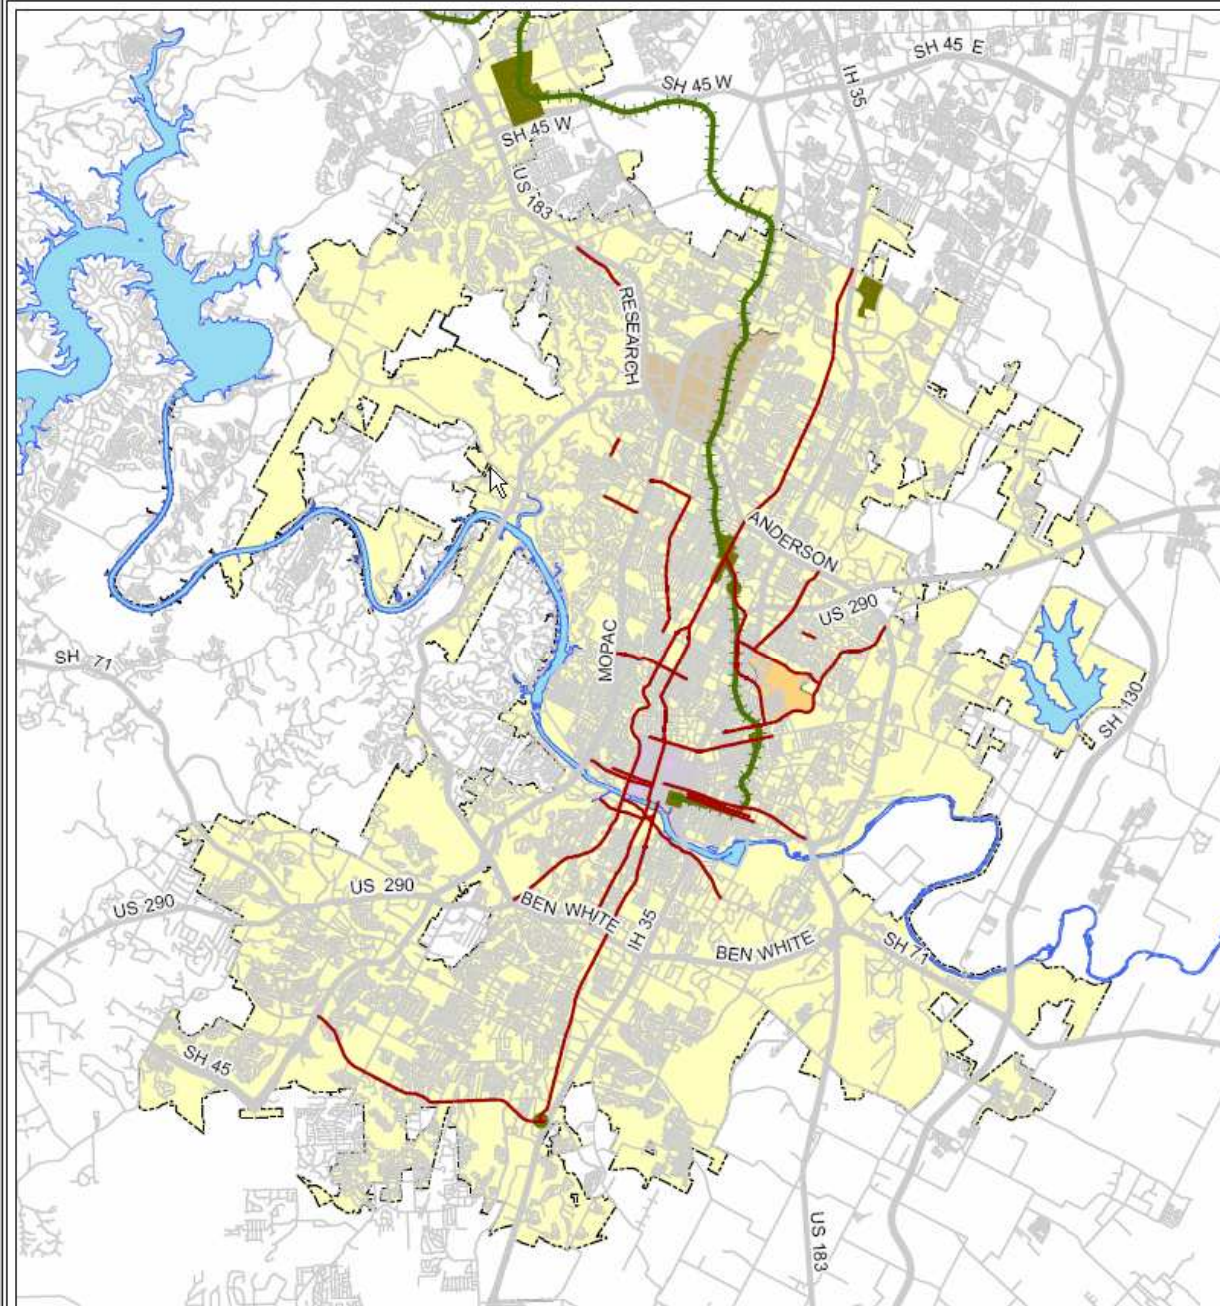 SH 45 E
IH 35
SH 45 W
SH 45 W
US 183
RESEARCH
ANDERSON
US 290
MOPAC
SH 71
SH 130
US 290
US 290
BEN WHITE
IH 35
BEN WHITE
SH 71
SH 45
US 183